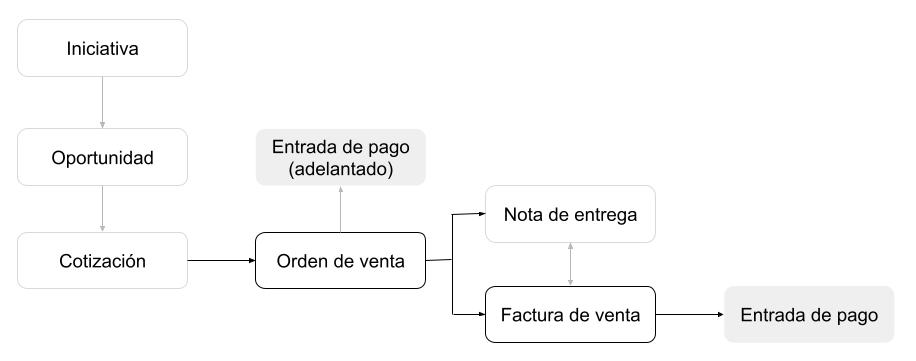 Iniciativa
Oportunidad
Cotización
Entrada de pago
(adelantado)
Orden de venta
Nota de entrega
Factura de venta
Entrada de pago